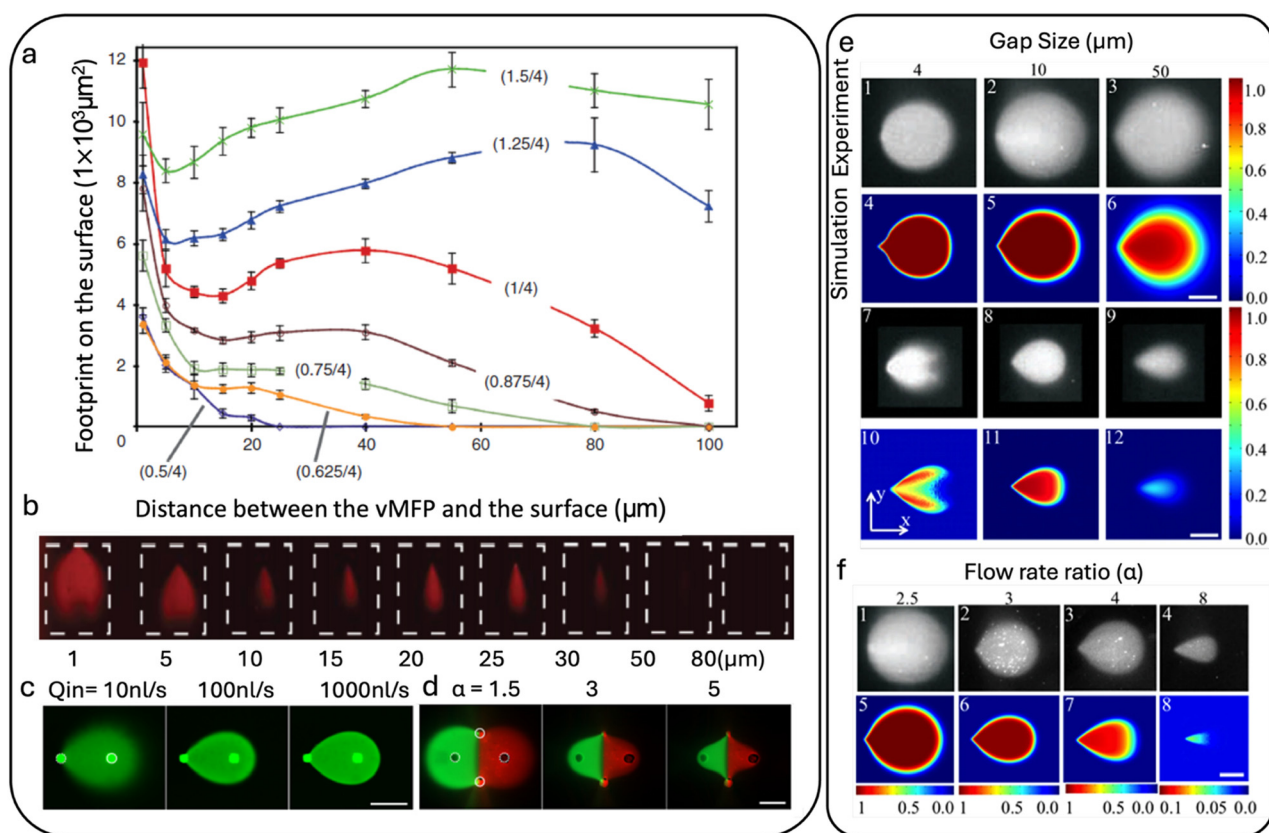 a
Footprint on the surface (1×10³µm²)
12
10
8
6
4
2
0
20
40
60
80
100
(1.5/4)
(1.25/4)
(1/4)
(0.875/4)
(0.75/4)
(0.5/4)
(0.625/4)
Distance between the vMFP and the surface (µm)
b
1 5 10 15 20 25 30 50 80(µm)
c
Qin= 10nl/s 100nl/s 1000nl/s
d
α = 1.5 3 5
e
Gap Size (µm)
4 10 50
Simulation Experiment
1 2 3
4 5 6
7 8 9
10 11 12
y
x
1.0
0.8
0.6
0.4
0.2
0.0
1.0
0.8
0.6
0.4
0.2
0.0
f
Flow rate ratio (α)
2.5 3 4 8
1 2 3 4
5 6 7 8
1 0.5 0.0 1 0.5 0.0 1 0.5 0.0 0.1 0.05 0.0